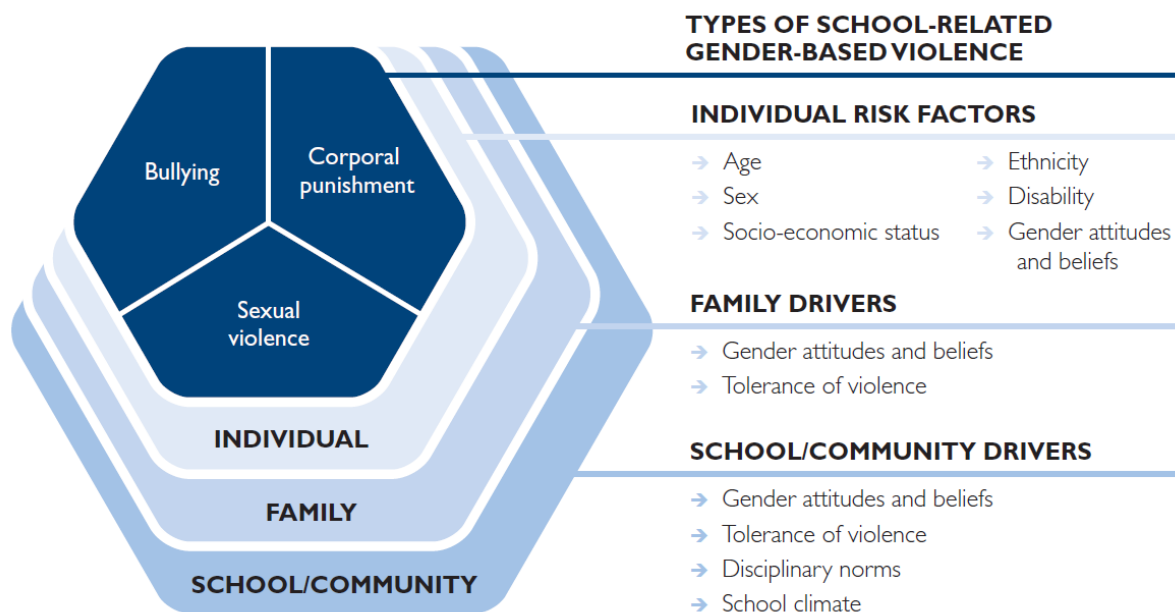 TYPES OF SCHOOL-RELATED
GENDER-BASED VIOLENCE
Bullying
Corporal
punishment
Sexual
violence
INDIVIDUAL
FAMILY
SCHOOL/COMMUNITY
INDIVIDUAL RISK FACTORS
→ Age
→ Sex
→ Socio-economic status
→ Ethnicity
→ Disability
→ Gender attitudes
and beliefs
FAMILY DRIVERS
→ Gender attitudes and beliefs
→ Tolerance of violence
SCHOOL/COMMUNITY DRIVERS
→ Gender attitudes and beliefs
→ Tolerance of violence
→ Disciplinary norms
→ School climate